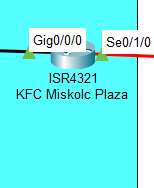 Gig0/0/0
Se0/1/0
ISR4321
KFC Miskolc Plaza